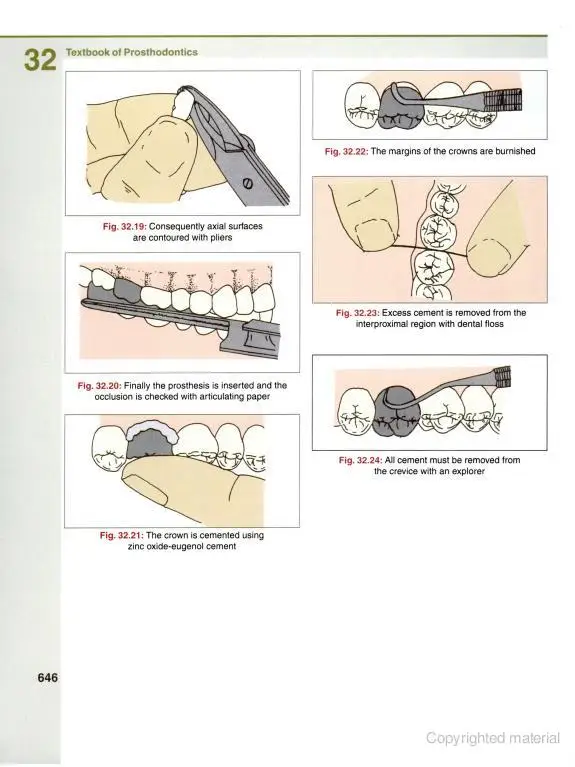 32
Textbook of Prosthodontics
Fig. 32.19: Consequently axial surfaces
are contoured with pliers
Fig. 32.20: Finally the prosthesis is inserted and the
occlusion is checked with articulating paper
Fig. 32.21: The crown is cemented using
zinc oxide-eugenol cement
Fig. 32.22: The margins of the crowns are burnished
Fig. 32.23: Excess cement is removed from the
interproximal region with dental floss
Fig. 32.24: All cement must be removed from
the crevice with an explorer
646
Copyrighted material